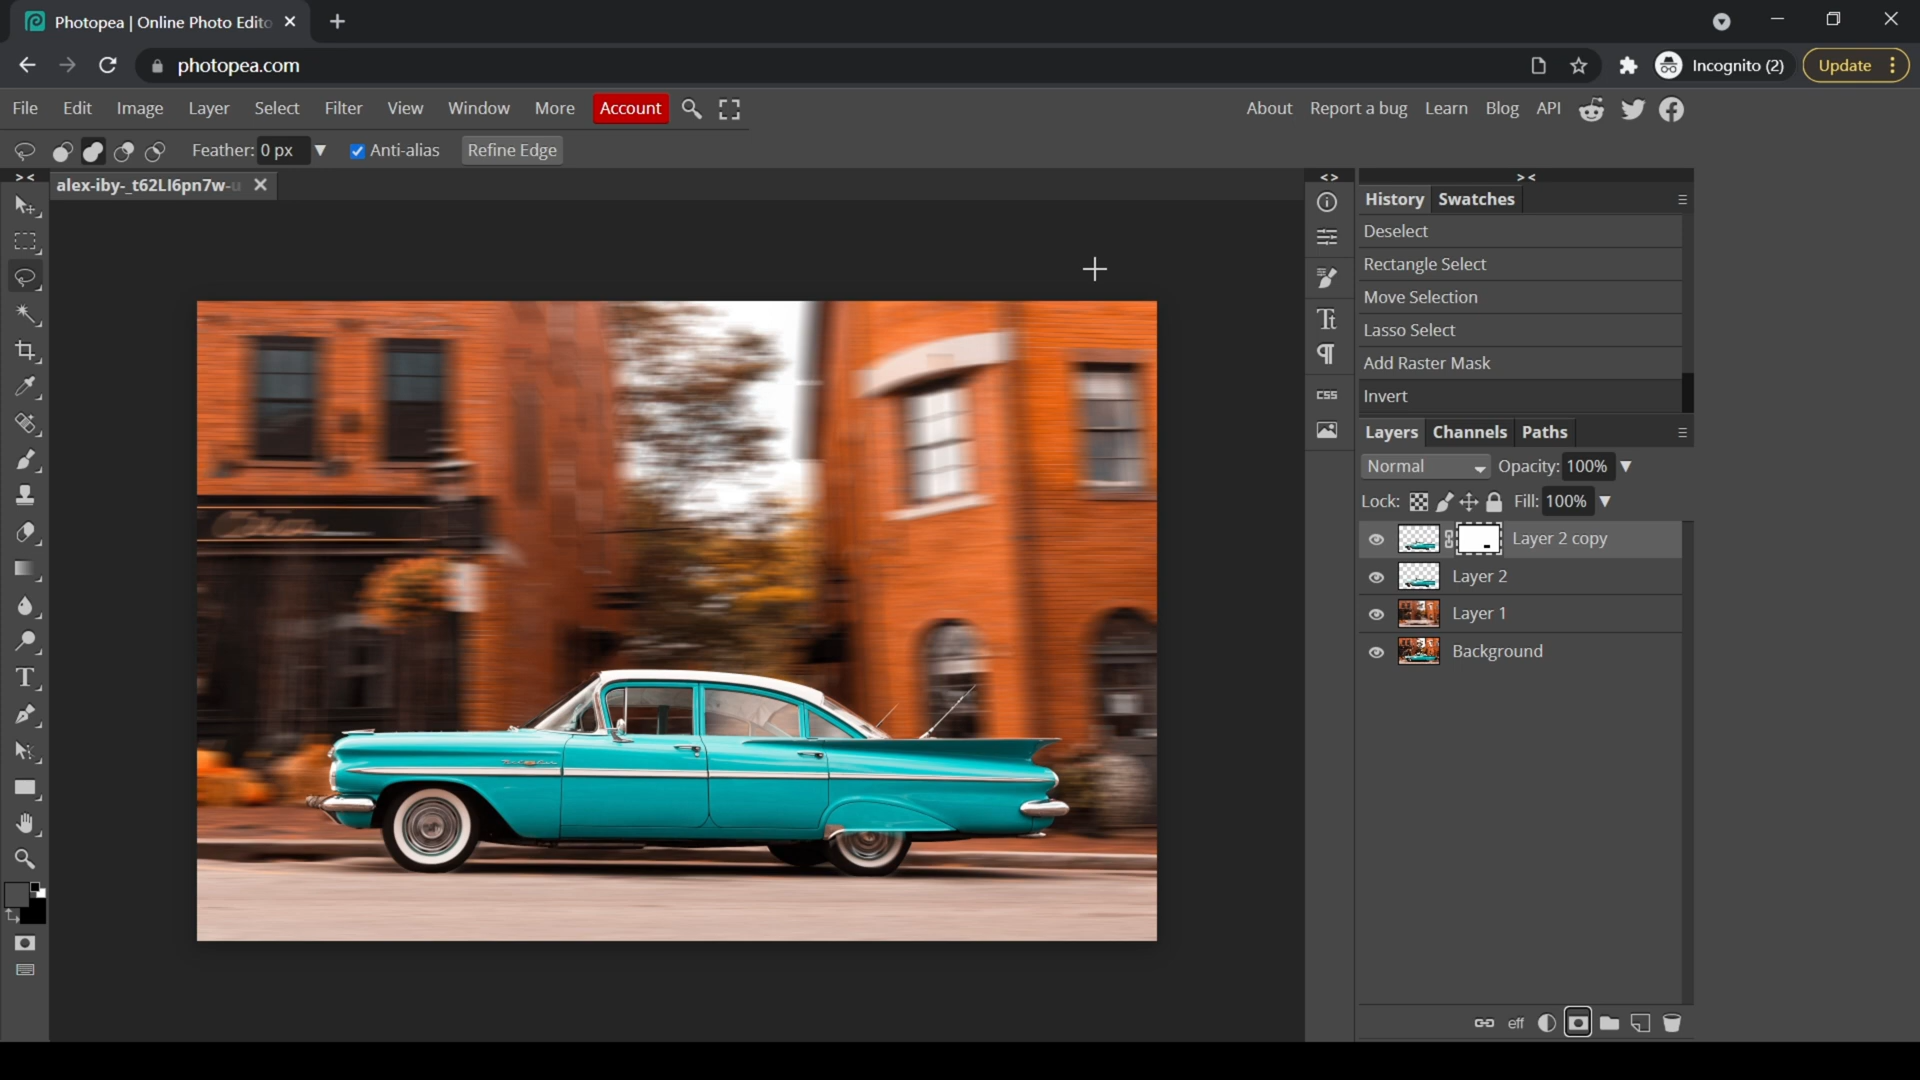 Photopea | Online Photo Edito
photopea.com
Incognito (2)
Update
File Edit Image Layer Select Filter View Window More Account
About Report a bug Learn Blog API
Feather: 0 px Anti-alias Refine Edge
> <
alex-iby-_t62LI6pn7w-u
< >
> <
History Swatches
Deselect
Rectangle Select
Move Selection
Lasso Select
Add Raster Mask
Invert
CSS
Layers Channels Paths
Normal Opacity: 100%
Lock: Fill: 100%
Layer 2 copy
Layer 2
Layer 1
Background
eff